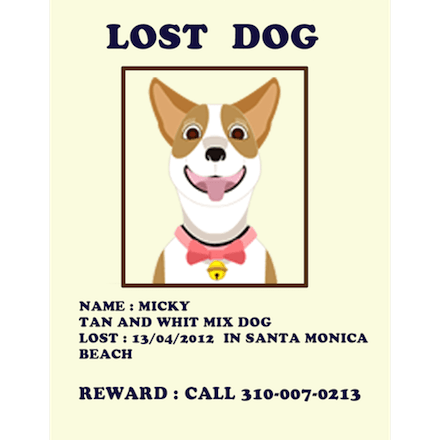 LOST DOG
NAME : MICKY
TAN AND WHIT MIX DOG
LOST : 13/04/2012 IN SANTA MONICA
BEACH
REWARD : CALL 310-007-0213